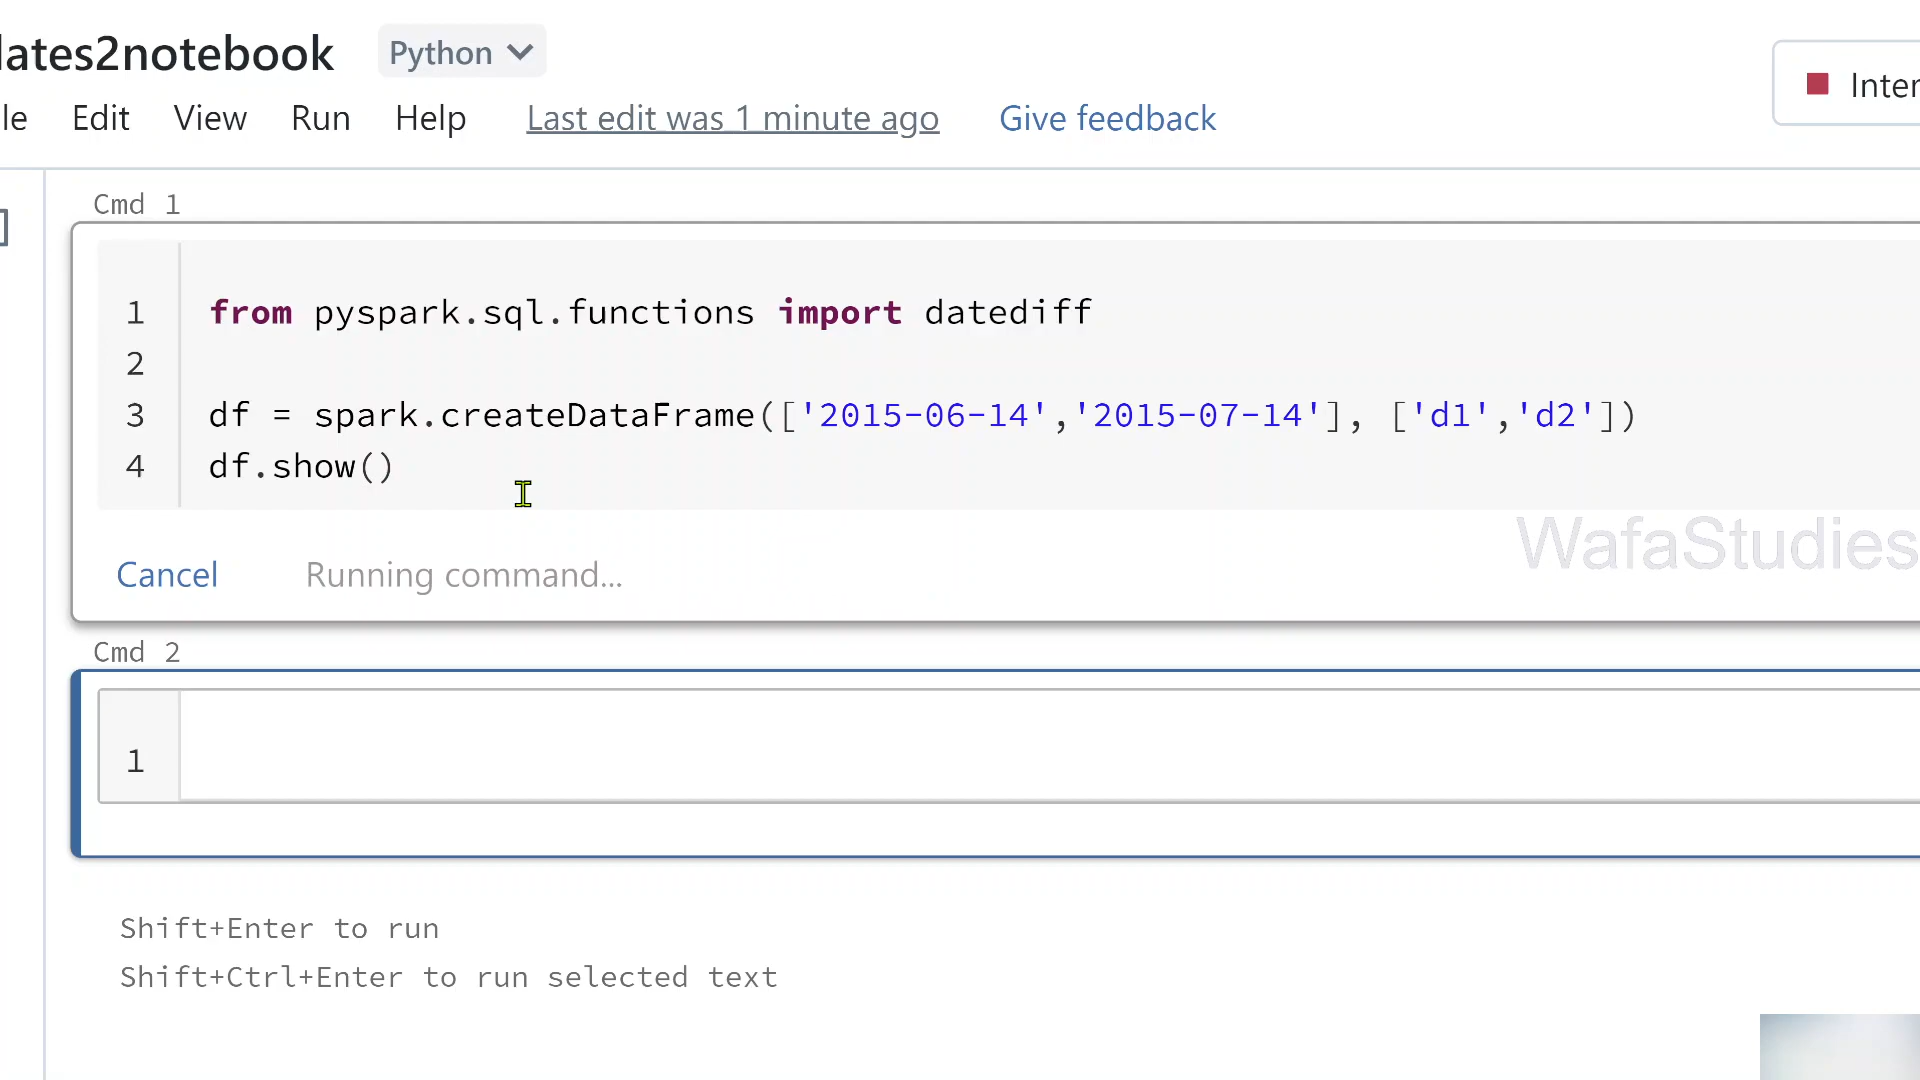 lates2notebook Python
le Edit View Run Help Last edit was 1 minute ago Give feedback
Inter
Cmd 1
1 from pyspark.sql.functions import datediff
2
3 df = spark.createDataFrame(['2015-06-14','2015-07-14'], ['d1','d2'])
4 df.show()
WafaStudies
Cancel Running command...
Cmd 2
1
Shift+Enter to run
Shift+Ctrl+Enter to run selected text